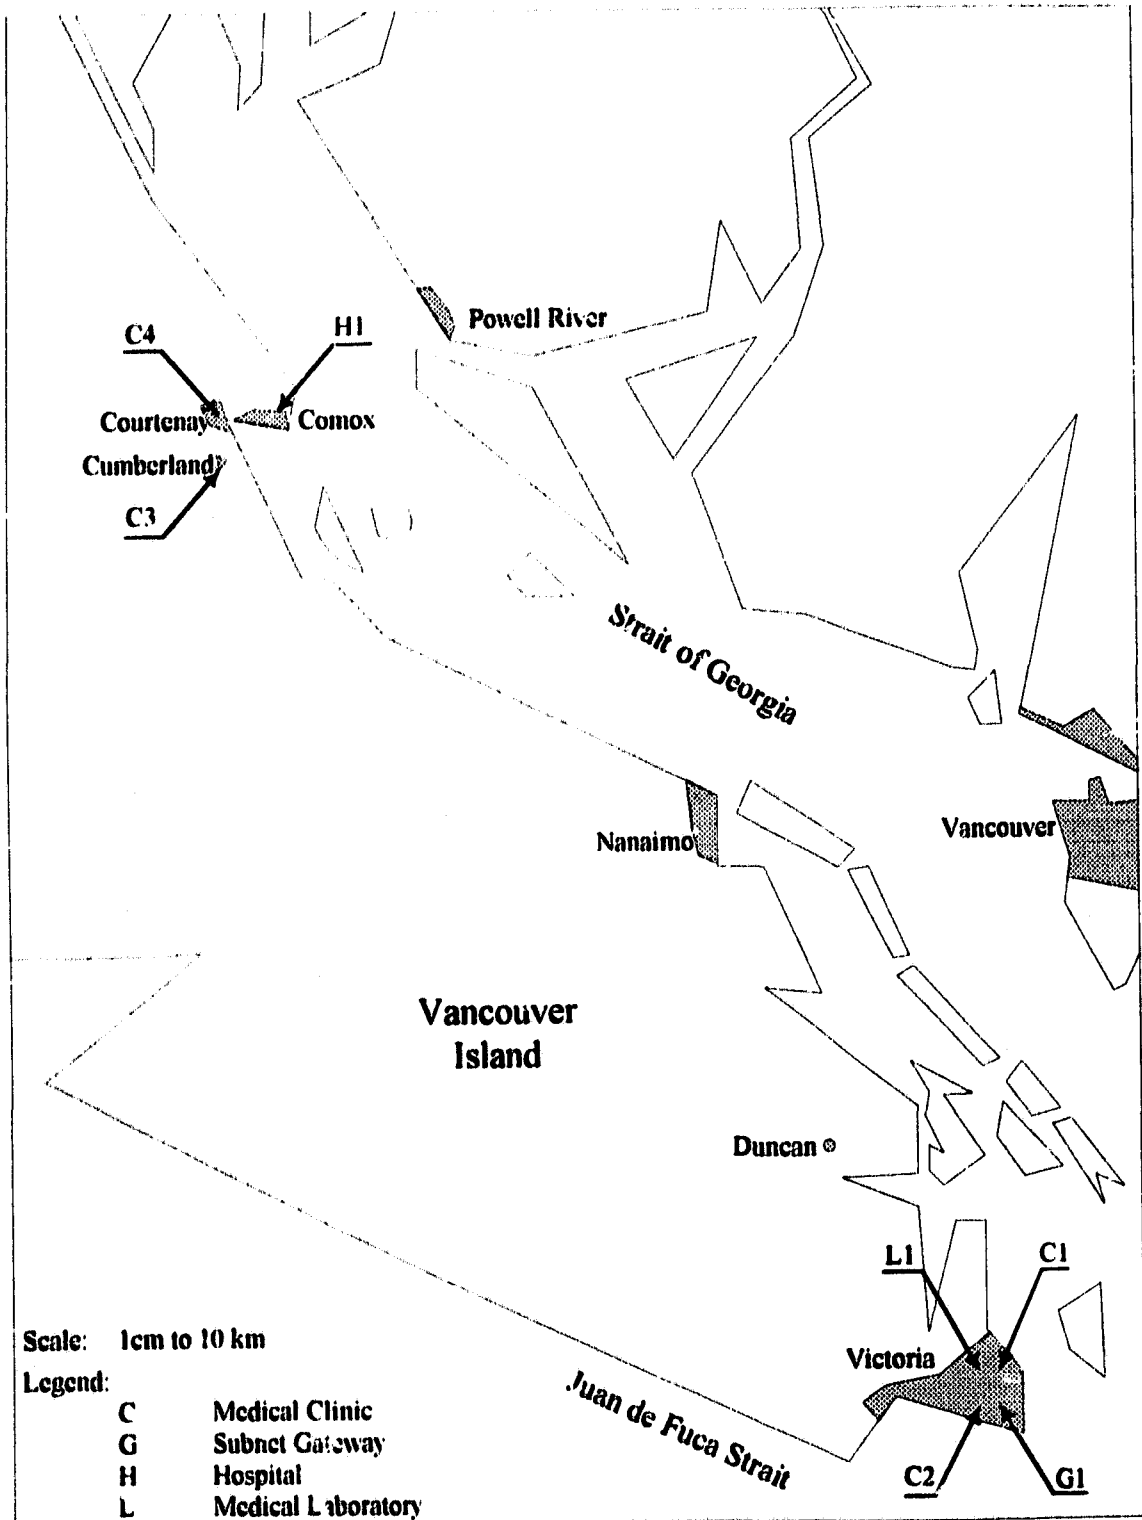 Powell River
C4
H1
Courtenay
Comox
Cumberland
C3
Strait of Georgia
Nanaimo
Vancouver
Vancouver
Island
Duncan
L1
C1
Victoria
Juan de Fuca Strait
C2
G1
Scale: 1cm to 10 km
Legend:
C Medical Clinic
G Subnet Gateway
H Hospital
L Medical Laboratory